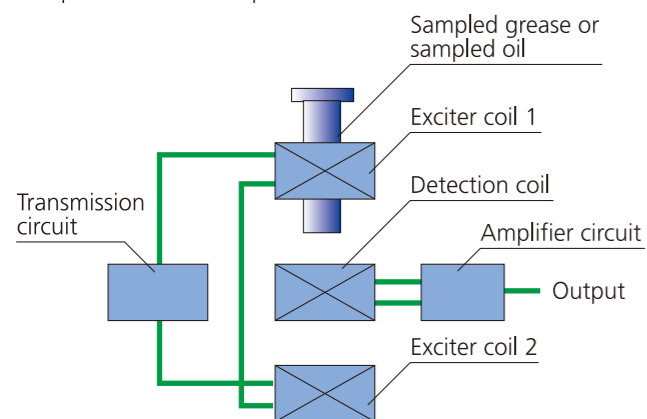 Sampled grease or
sampled oil
Exciter coil 1
Transmission
circuit
Detection coil
Amplifier circuit
Output
Exciter coil 2